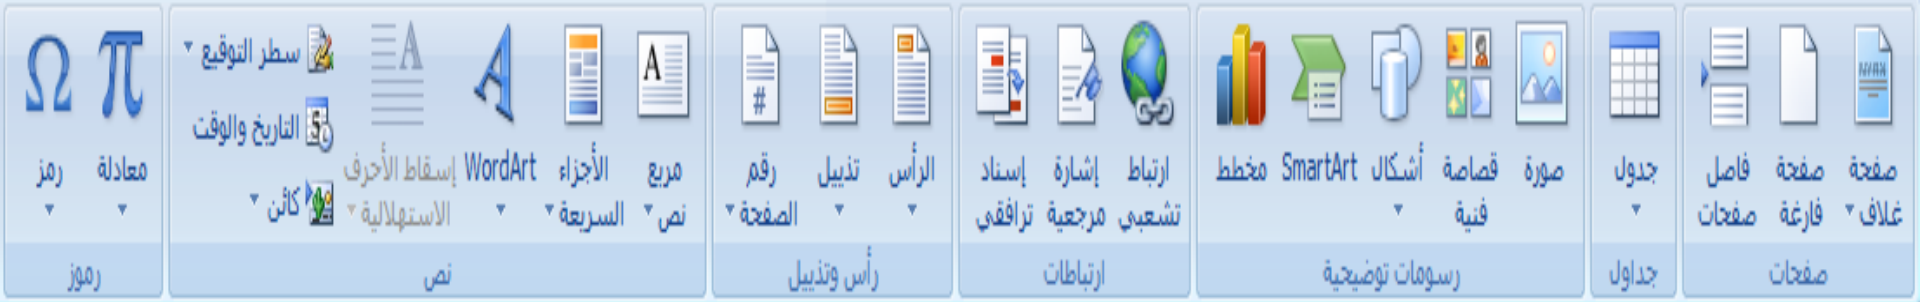 صفحة غلاف
صفحة فارغة
فاصل صفحات
صفحات
جدول
جداول
صورة
قصاصة فنية
أشكال
SmartArt
مخطط
رسومات توضيحية
ارتباط تشعبي
إشارة مرجعية
إسناد ترافقي
ارتباطات
الرأس
تذييل
رقم الصفحة
رأس وتذييل
مربع نص
الأجزاء السريعة
WordArt
إسقاط الأحرف الاستهلالية
سطر التوقيع
التاريخ والوقت
كائن
نص
معادلة
رمز
رموز